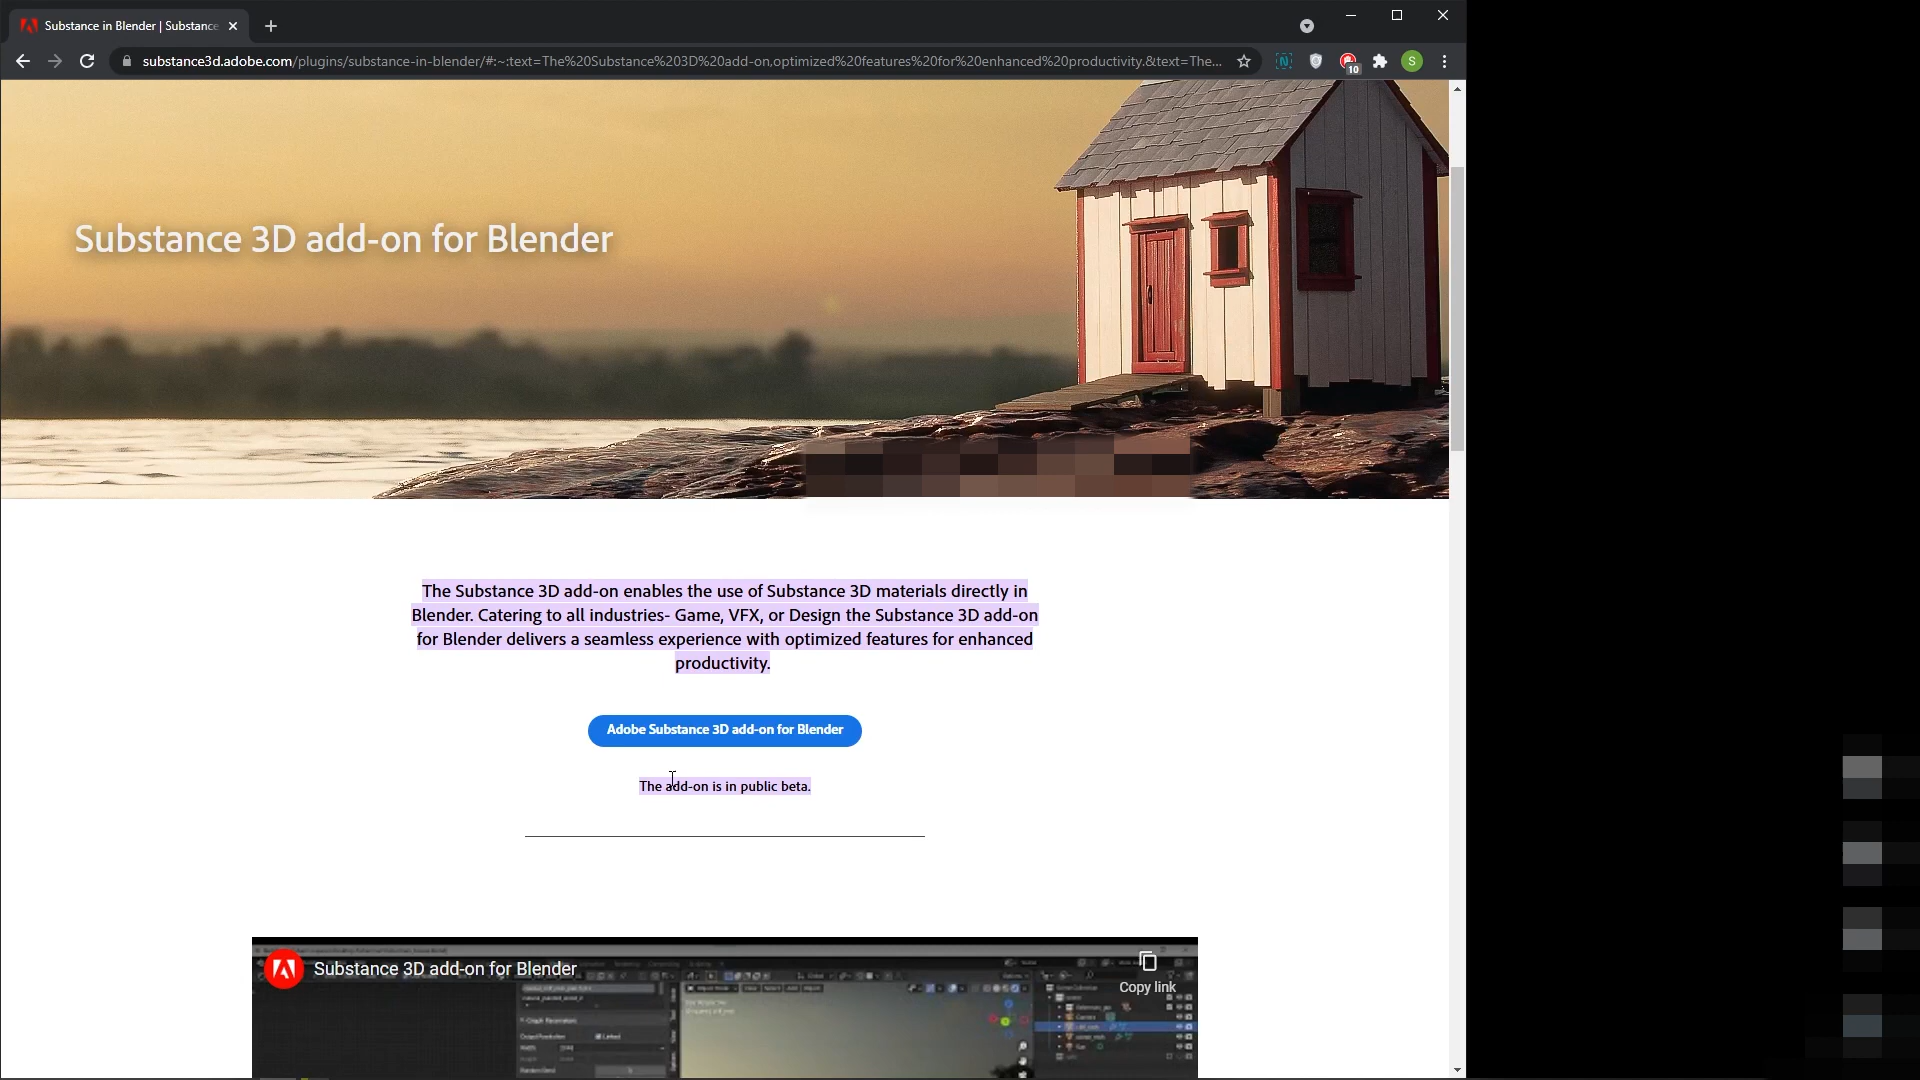 Substance in Blender | Substance
substance3d.adobe.com/plugins/substance-in-blender/#:~:text=The%20Substance%203D%20add-on,optimized%20features%20for%20enhanced%20productivity.&text=The...
10
S
Substance 3D add-on for Blender
The Substance 3D add-on enables the use of Substance 3D materials directly in
Blender. Catering to all industries- Game, VFX, or Design the Substance 3D add-on
for Blender delivers a seamless experience with optimized features for enhanced
productivity.
Adobe Substance 3D add-on for Blender
The add-on is in public beta.
Substance 3D add-on for Blender
Copy link